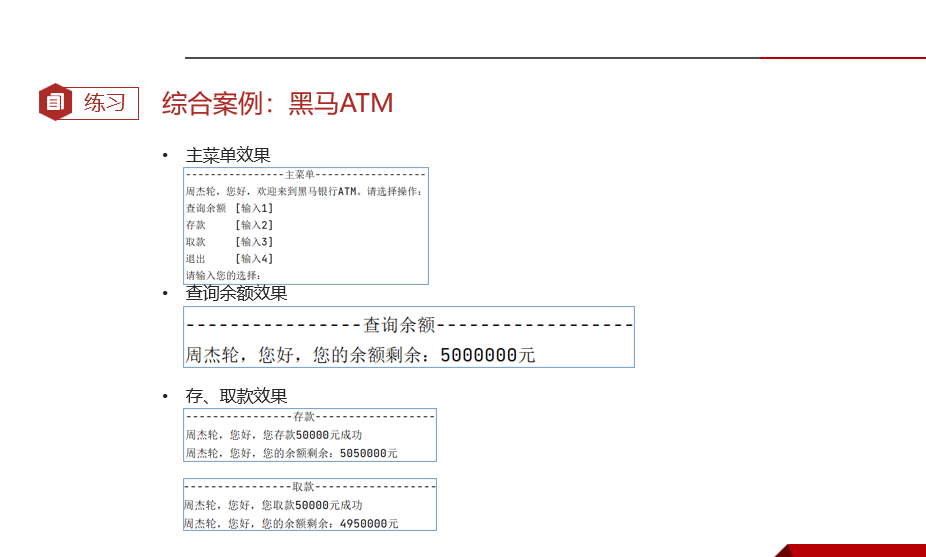 练习 综合案例：黑马ATM
• 主菜单效果
----------------主菜单------------------
周杰轮，您好，欢迎来到黑马银行ATM。请选择操作：
查询余额 [输入1]
存款 [输入2]
取款 [输入3]
退出 [输入4]
请输入您的选择：
• 查询余额效果
----------------查询余额------------------
周杰轮，您好，您的余额剩余：5000000元
• 存、取款效果
----------------存款------------------
周杰轮，您好，您存款50000元成功
周杰轮，您好，您的余额剩余：5050000元
----------------取款------------------
周杰轮，您好，您取款50000元成功
周杰轮，您好，您的余额剩余：4950000元